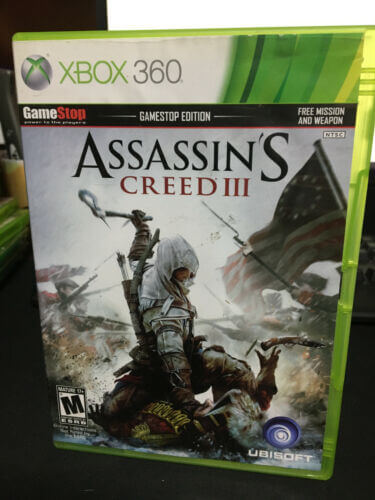 XBOX 360
GameStop
power to the players
GAMESTOP EDITION
FREE MISSION
AND WEAPON
NTSC
ASSASSIN'S
CREED III
MATURE 17+
M
ESRB
UBISOFT